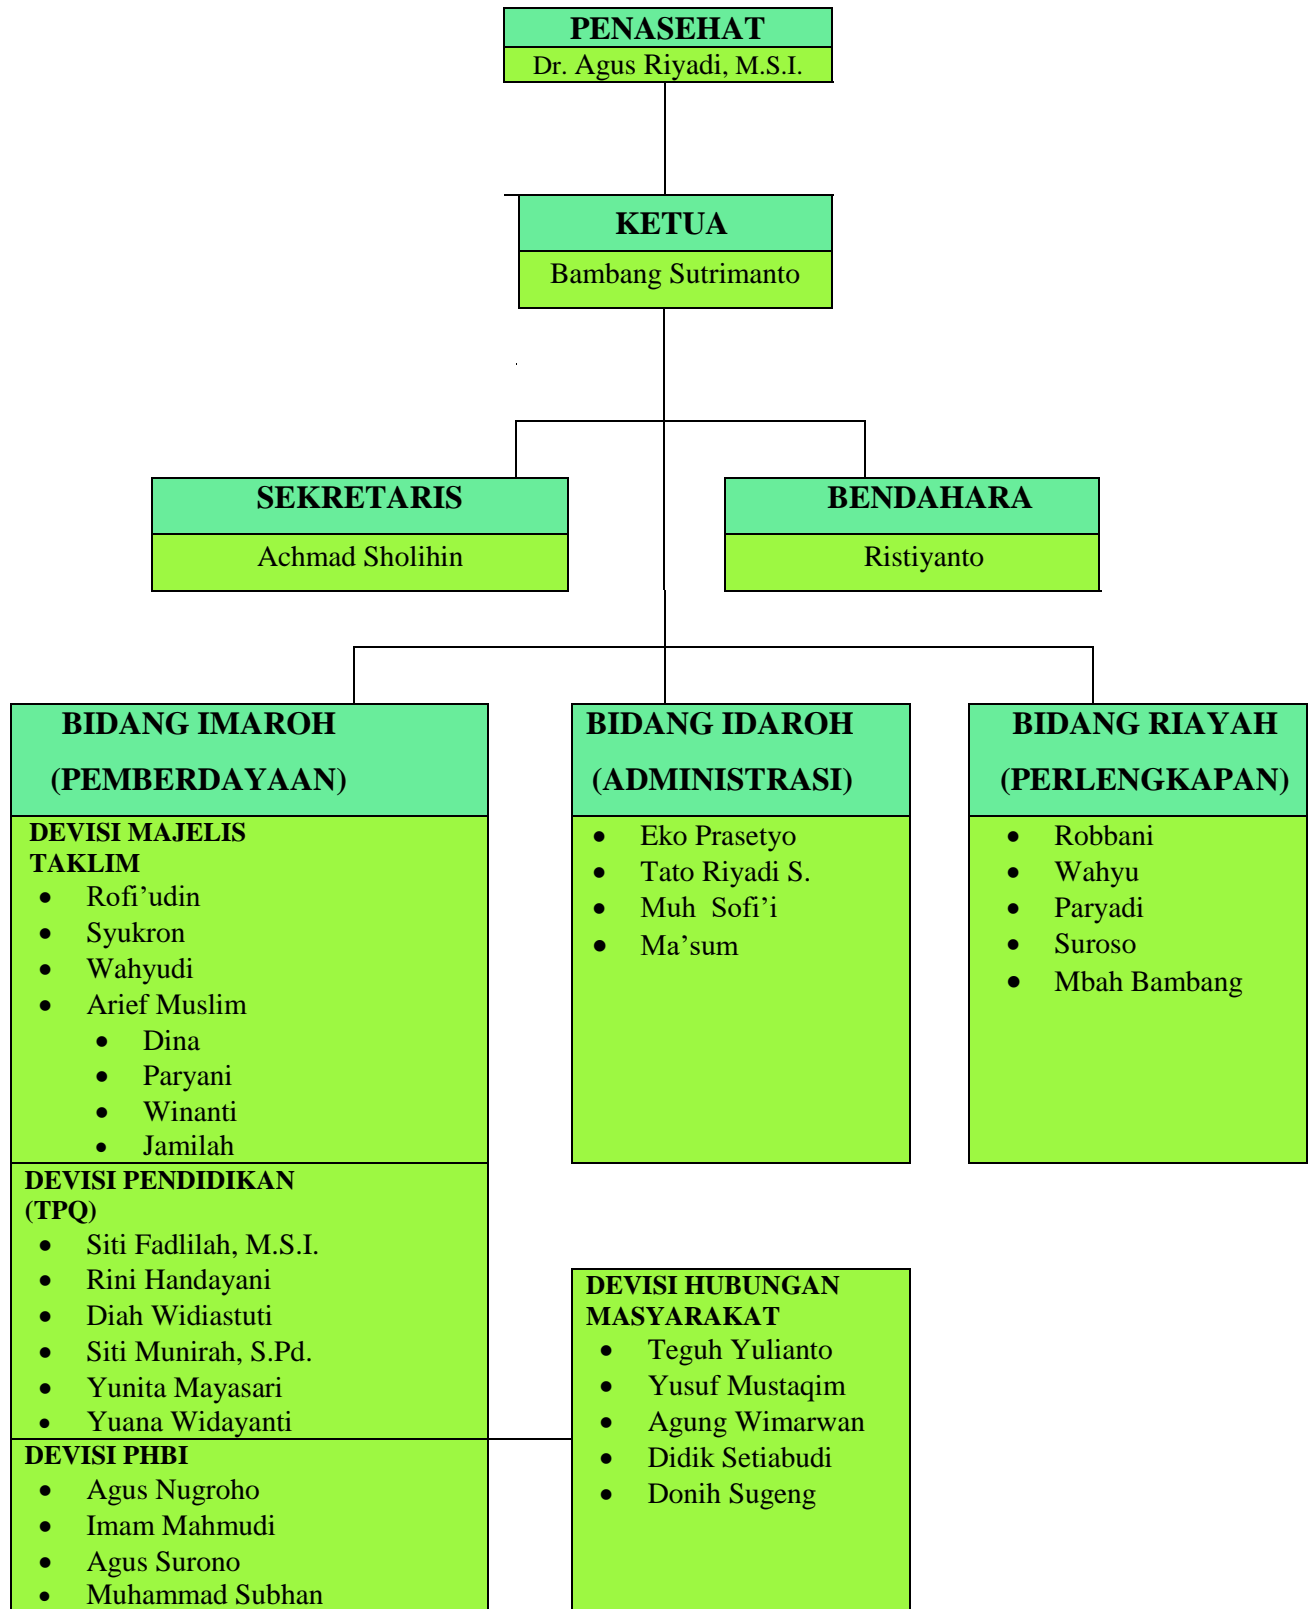 PENASEHAT
Dr. Agus Riyadi, M.S.I.
KETUA
Bambang Sutrimanto
SEKRETARIS
Achmad Sholihin
BENDAHARA
Ristiyanto
BIDANG IMAROH
(PEMBERDAYAAN)
DEVISI MAJELIS
TAKLIM
• Rofi’udin
• Syukron
• Wahyudi
• Arief Muslim
• Dina
• Paryani
• Winanti
• Jamilah
DEVISI PENDIDIKAN
(TPQ)
• Siti Fadlilah, M.S.I.
• Rini Handayani
• Diah Widiastuti
• Siti Munirah, S.Pd.
• Yunita Mayasari
• Yuana Widayanti
DEVISI PHBI
• Agus Nugroho
• Imam Mahmudi
• Agus Surono
• Muhammad Subhan
BIDANG IDAROH
(ADMINISTRASI)
• Eko Prasetyo
• Tato Riyadi S.
• Muh Sofi’i
• Ma’sum
DEVISI HUBUNGAN
MASYARAKAT
• Teguh Yulianto
• Yusuf Mustaqim
• Agung Wimarwan
• Didik Setiabudi
• Donih Sugeng
BIDANG RIAYAH
(PERLENGKAPAN)
• Robbani
• Wahyu
• Paryadi
• Suroso
• Mbah Bambang